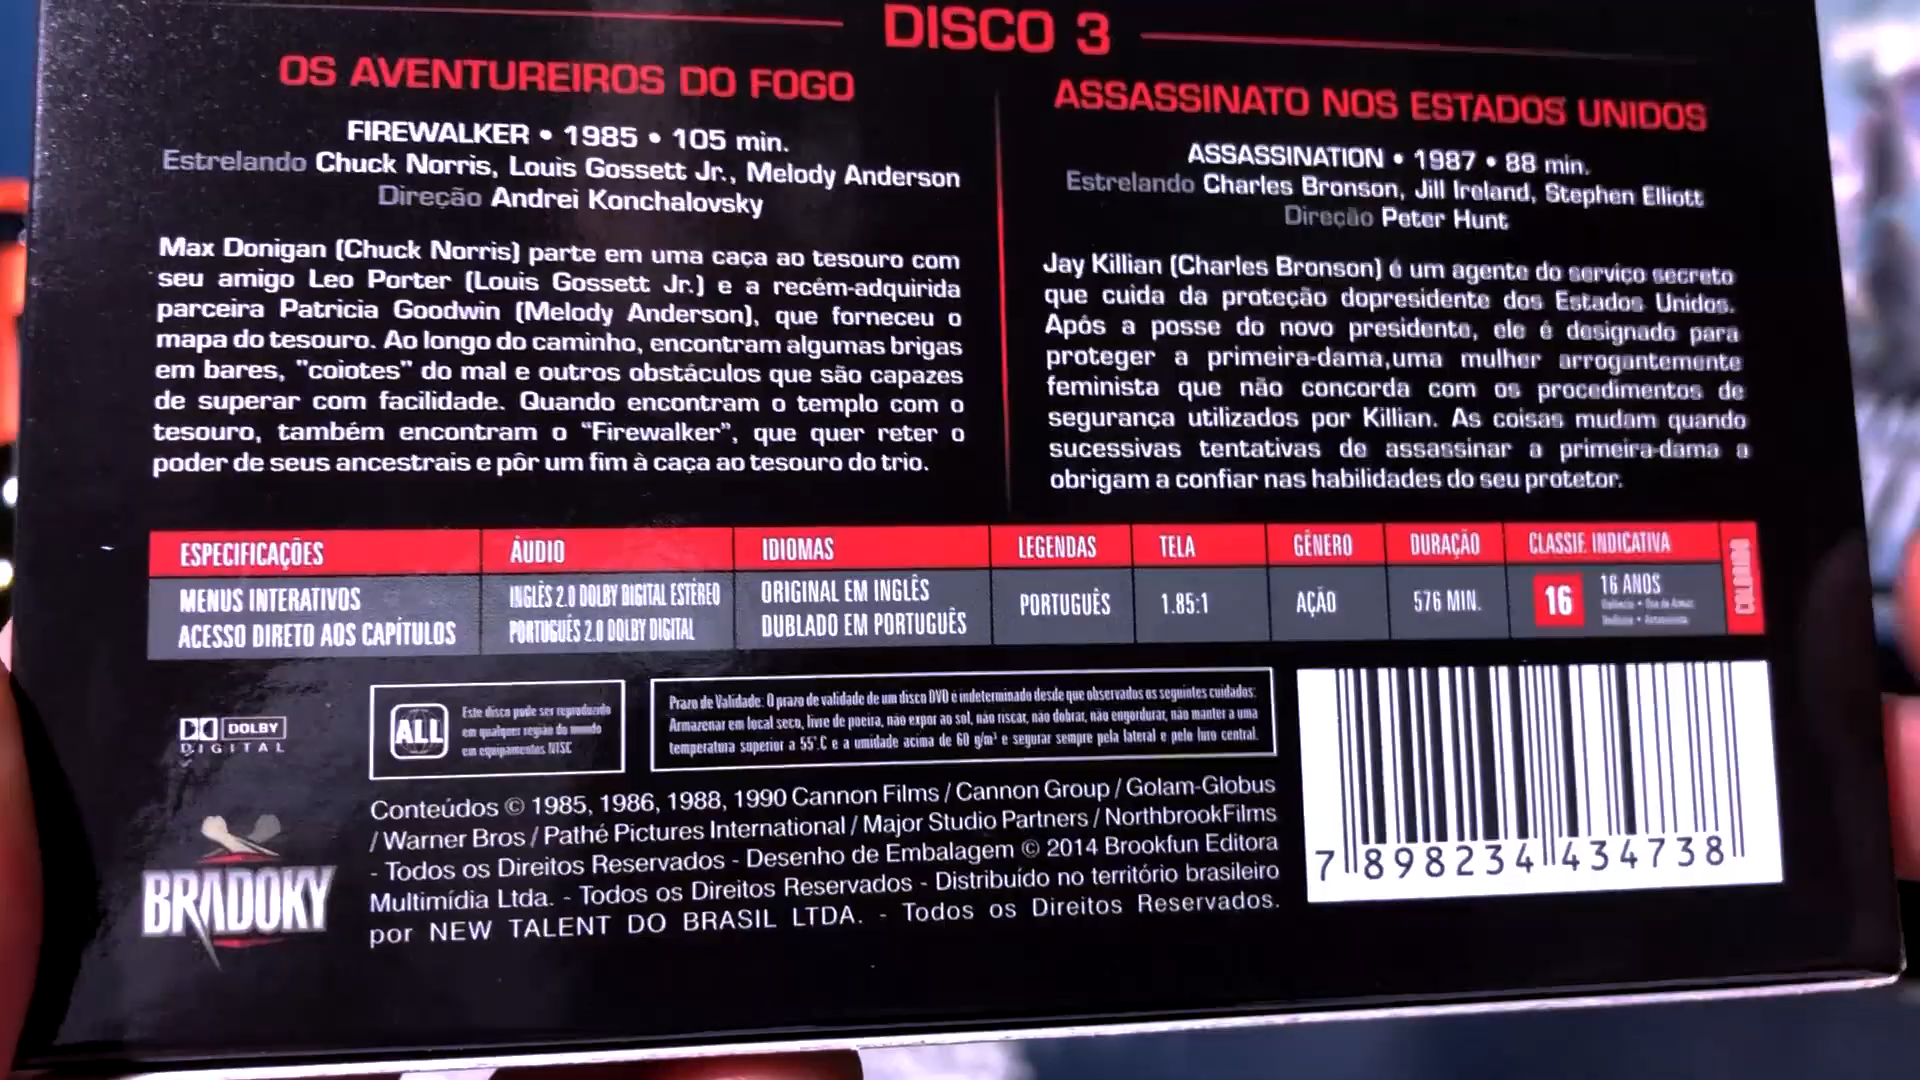 DISCO 3
OS AVENTUREIROS DO FOGO
FIREWALKER • 1985 • 105 min.
Estrelando Chuck Norris, Louis Gossett Jr., Melody Anderson
Direção Andrei Konchalovsky
Max Donigan (Chuck Norris) parte em uma caça ao tesouro com
seu amigo Leo Porter (Louis Gossett Jr.) e a recém-adquirida
parceira Patricia Goodwin (Melody Anderson), que forneceu o
mapa do tesouro. Ao longo do caminho, encontram algumas brigas
em bares, "coiotes" do mal e outros obstáculos que são capazes
de superar com facilidade. Quando encontram o templo com o
tesouro, também encontram o "Firewalker", que quer reter o
poder de seus ancestrais e pôr um fim à caça ao tesouro do trio.
ASSASSINATO NOS ESTADOS UNIDOS
ASSASSINATION • 1987 • 88 min.
Estrelando Charles Bronson, Jill Ireland, Stephen Elliott
Direção Peter Hunt
Jay Killian (Charles Bronson) é um agente do serviço secreto
que cuida da proteção dopresidente dos Estados Unidos.
Após a posse do novo presidente, ele é designado para
proteger a primeira-dama,uma mulher arrogantemente
feminista que não concorda com os procedimentos de
segurança utilizados por Killian. As coisas mudam quando
sucessivas tentativas de assassinar a primeira-dama a
obrigam a confiar nas habilidades do seu protetor.
ESPECIFICAÇÕES
MENUS INTERATIVOS
ACESSO DIRETO AOS CAPÍTULOS
ÁUDIO
INGLÊS 2.0 DOLBY DIGITAL ESTÉREO
PORTUGUÊS 2.0 DOLBY DIGITAL
IDIOMAS
ORIGINAL EM INGLÊS
DUBLADO EM PORTUGUÊS
LEGENDAS
PORTUGUÊS
TELA
1.85:1
GÊNERO
AÇÃO
DURAÇÃO
576 MIN.
CLASSIF. INDICATIVA
16
16 ANOS
COLORIDO
DOLBY
DIGITAL
ALL
Este disco pode ser reproduzido
em qualquer região do mundo
em equipamentos NTSC
Prazo de Validade: O prazo de validade de um disco DVD é indeterminado desde que observados os seguintes cuidados:
Armazenar em local seco, livre de poeira, não expor ao sol, não riscar, não dobrar, não engordurar, não manter a uma
temperatura superior a 55°.C e a umidade acima de 60 g/m³ e segurar sempre pela lateral e pelo furo central.
BRADOKY
Conteúdos © 1985, 1986, 1988, 1990 Cannon Films / Cannon Group / Golam-Globus
/ Warner Bros / Pathé Pictures International / Major Studio Partners / NorthbrookFilms
- Todos os Direitos Reservados - Desenho de Embalagem © 2014 Brookfun Editora
Multimídia Ltda. - Todos os Direitos Reservados - Distribuído no território brasileiro
por NEW TALENT DO BRASIL LTDA. - Todos os Direitos Reservados.
7 898234 434738